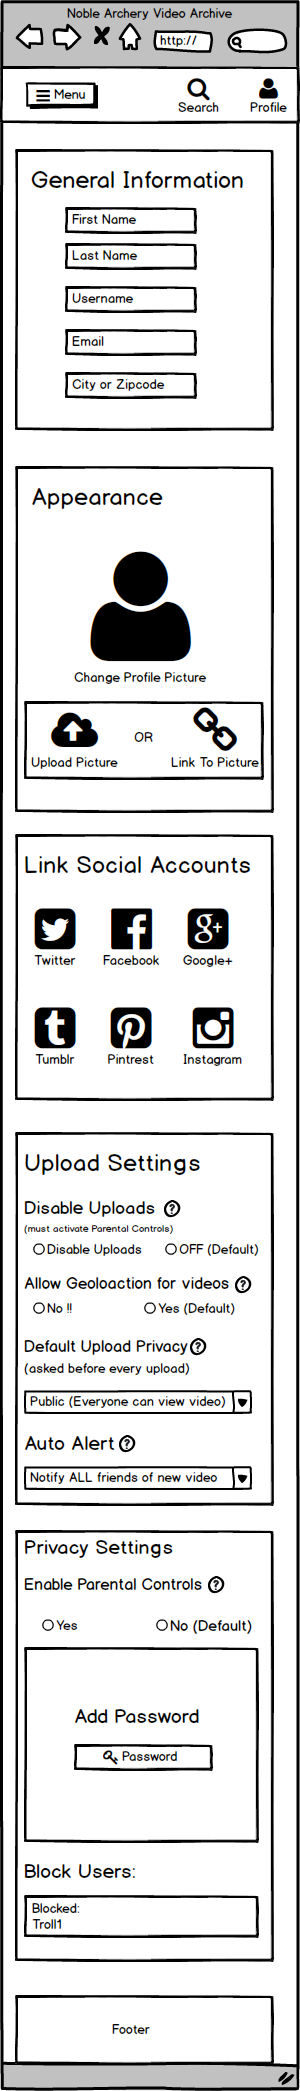 Noble Archery Video Archive
http://
Menu
Search
Profile
General Information
First Name
Last Name
Username
Email
City or Zipcode
Appearance
Change Profile Picture
OR
Upload Picture
Link To Picture
Link Social Accounts
Twitter
Facebook
Google+
Tumblr
Pintrest
Instagram
Upload Settings
Disable Uploads ?
(must activate Parental Controls)
Disable Uploads
OFF (Default)
Allow Geoloaction for videos ?
No !!
Yes (Default)
Default Upload Privacy ?
(asked before every upload)
Public (Everyone can view video)
Auto Alert ?
Notify ALL friends of new video
Privacy Settings
Enable Parental Controls ?
Yes
No (Default)
Add Password
Password
Block Users:
Blocked:
Troll1
Footer